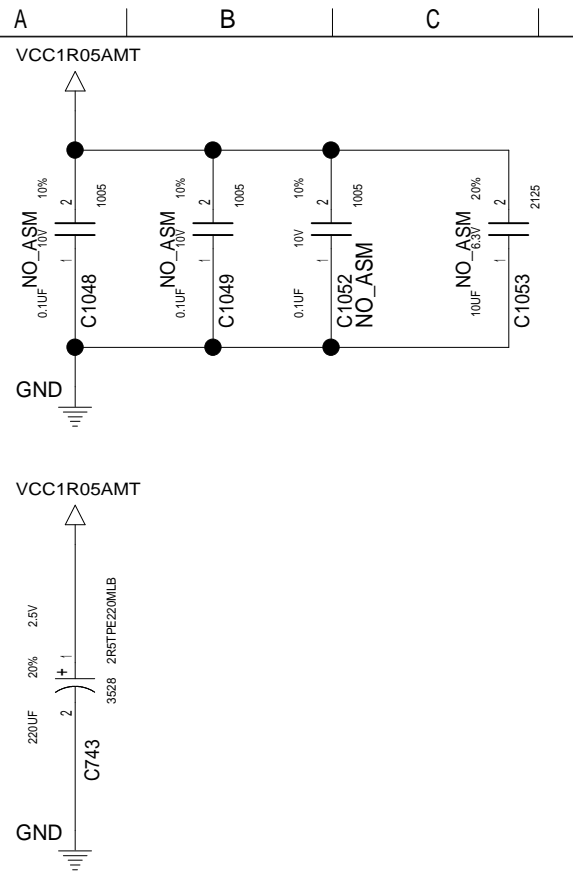 A B C
VCC1R05AMT
10%
2
1005
NO_ASM
10V
1
0.1UF
C1048
10%
2
1005
NO_ASM
10V
1
0.1UF
C1049
10%
2
1005
10V
1
0.1UF
C1052
NO_ASM
20%
2
2125
NO_ASM
6.3V
1
10UF
C1053
GND
VCC1R05AMT
2.5V
20%
220UF
+ 1
2
3528 2R5TPE220MLB
C743
GND